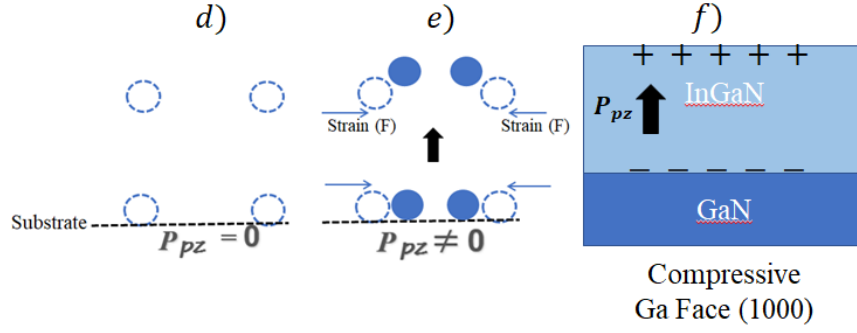 d)
e)
f)
+ + + + +
InGaN
P_pz
Strain (F)
Strain (F)
− − − − −
Substrate
P_pz = 0
P_pz ≠ 0
GaN
Compressive
Ga Face (1000)